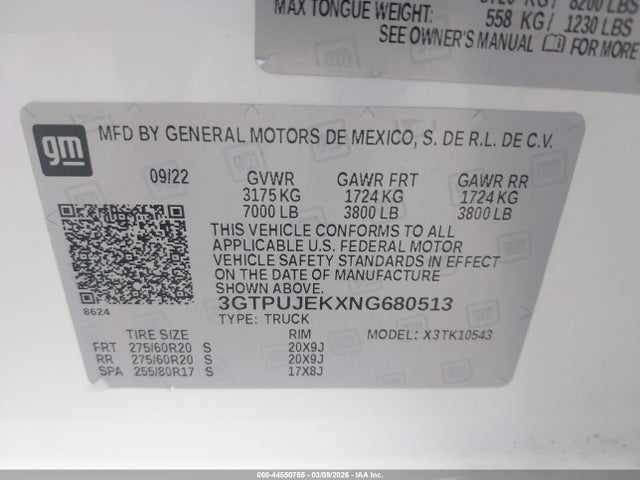 8200 LBS
MAX TONGUE WEIGHT: 558 KG / 1230 LBS
SEE OWNER'S MANUAL FOR MORE
gm
MFD BY GENERAL MOTORS DE MEXICO, S. DE R.L. DE C.V.
09/22 GVWR GAWR FRT GAWR RR
3175 KG 1724 KG 1724 KG
7000 LB 3800 LB 3800 LB
THIS VEHICLE CONFORMS TO ALL
APPLICABLE U.S. FEDERAL MOTOR
VEHICLE SAFETY STANDARDS IN EFFECT
ON THE DATE OF MANUFACTURE
SHOWN ABOVE.
8624
3GTPUJEKXNG680513
TYPE: TRUCK MODEL: X3TK10543
TIRE SIZE RIM
FRT 275/60R20 S 20X9J
RR 275/60R20 S 20X9J
SPA 255/80R17 S 17X8J
000-44550765 - 03/09/2026 - IAAI.COM